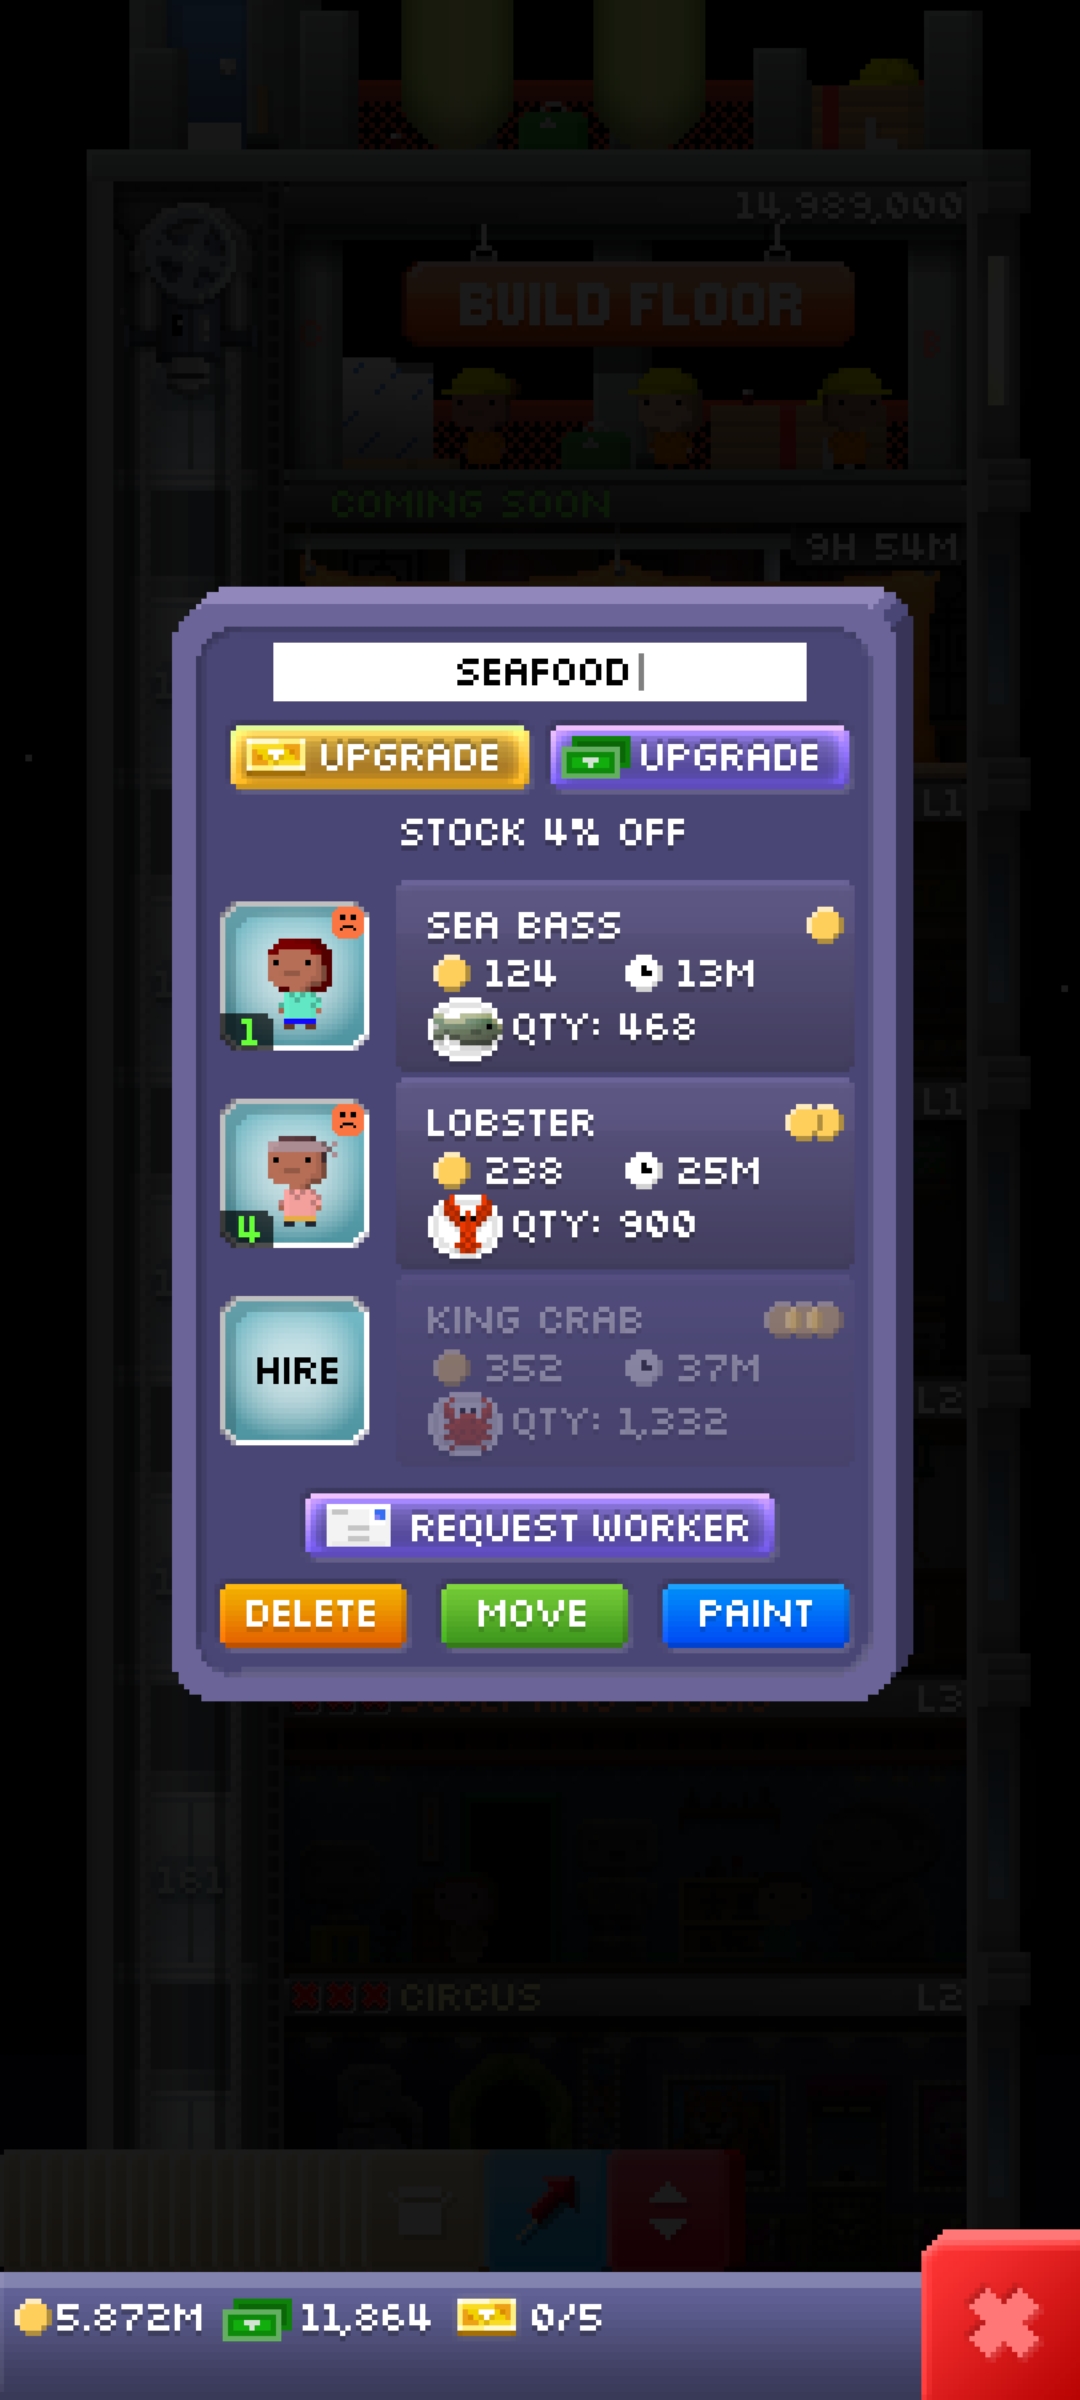 14,989,000
BUILD FLOOR
COMING SOON
9H 54M
SEAFOOD
UPGRADE
UPGRADE
L1
STOCK 4% OFF
SEA BASS
124 13M
1
QTY: 468
L1
LOBSTER
238 25M
4
QTY: 900
KING CRAB
HIRE
352 37M
L2
QTY: 1,332
REQUEST WORKER
DELETE
MOVE
PAINT
L3
161
CIRCUS
L2
5.872M 11,864 0/5